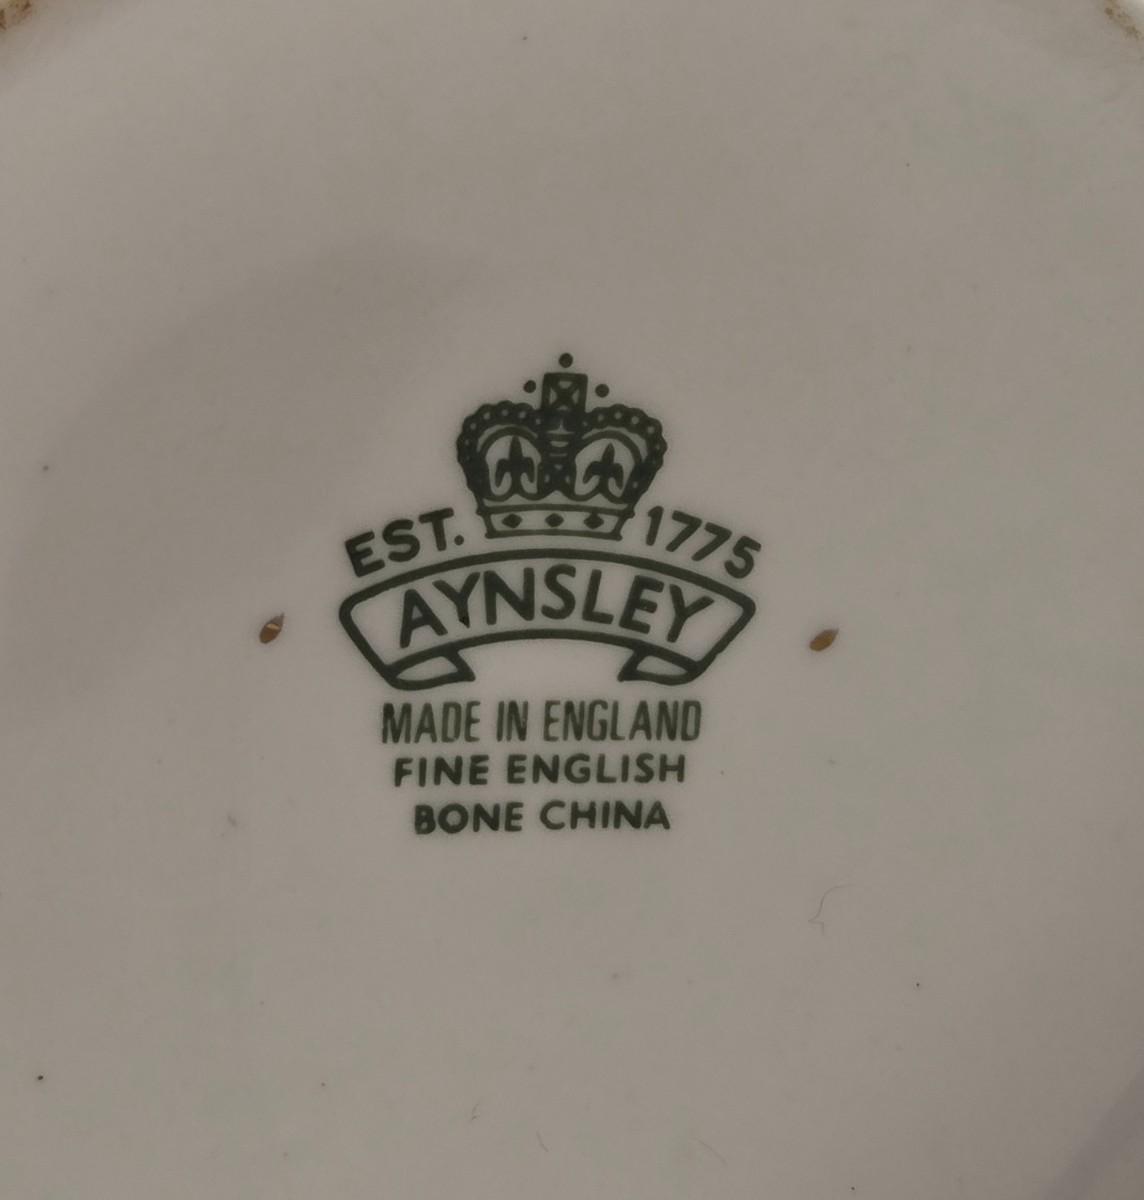 EST. 1775
AYNSLEY
MADE IN ENGLAND
FINE ENGLISH
BONE CHINA